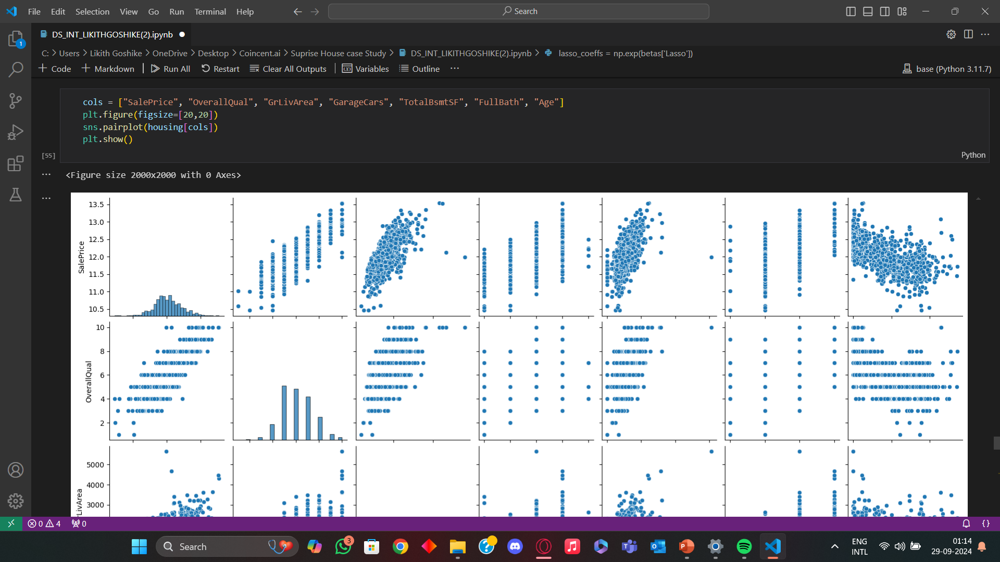 File Edit Selection View Go Run Terminal Help
Search
DS_INT_LIKITHGOSHIKE(2).ipynb
1
C: > Users > Likith Goshike > OneDrive > Desktop > Coincent.ai > Suprise House case Study > DS_INT_LIKITHGOSHIKE(2).ipynb > lasso_coeffs = np.exp(betas['Lasso'])
+ Code + Markdown | Run All Restart Clear All Outputs | Variables Outline ···
base (Python 3.11.7)
cols = ["SalePrice", "OverallQual", "GrLivArea", "GarageCars", "TotalBsmtSF", "FullBath", "Age"]
plt.figure(figsize=[20,20])
sns.pairplot(housing[cols])
plt.show()
[55]
Python
<Figure size 2000x2000 with 0 Axes>
13.5
13.0
12.5
12.0
11.5
11.0
10.5
SalePrice
10
8
6
4
2
OverallQual
5000
4000
3000
rLivArea
0 4 0
Search
3
ENG
INTL
01:14
29-09-2024